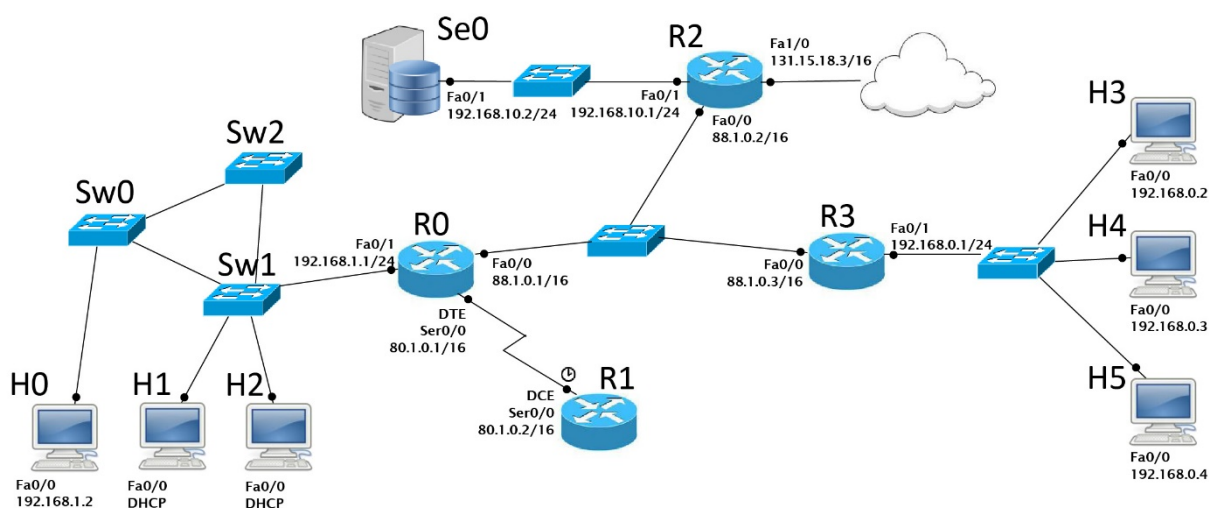 Se0
Fa0/1
192.168.10.2/24
R2
Fa1/0
131.15.18.3/16
Fa0/1
192.168.10.1/24
Fa0/0
88.1.0.2/16
H3
Fa0/0
192.168.0.2
Sw2
Sw0
Sw1
R0
Fa0/1
192.168.1.1/24
Fa0/0
88.1.0.1/16
R3
Fa0/1
192.168.0.1/24
Fa0/0
88.1.0.3/16
H4
Fa0/0
192.168.0.3
DTE
Ser0/0
80.1.0.1/16
R1
DCE
Ser0/0
80.1.0.2/16
H0
Fa0/0
192.168.1.2
H1
Fa0/0
DHCP
H2
Fa0/0
DHCP
H5
Fa0/0
192.168.0.4